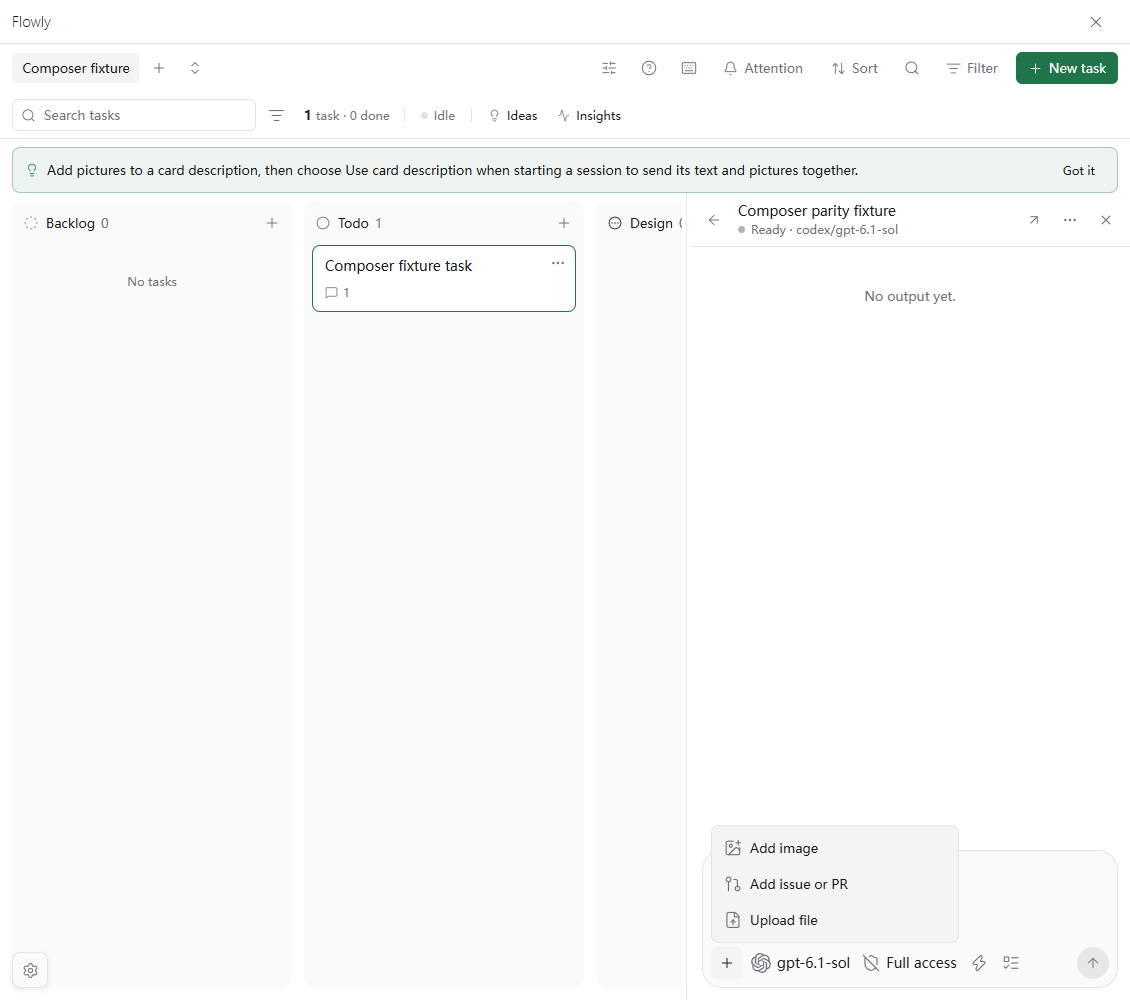 Flowly
Composer fixture
Attention
Sort
Filter
New task
Search tasks
1 task · 0 done
Idle
Ideas
Insights
Add pictures to a card description, then choose Use card description when starting a session to send its text and pictures together.
Got it
Backlog 0
No tasks
Todo 1
Composer fixture task
1
Design
Composer parity fixture
Ready · codex/gpt-6.1-sol
No output yet.
Add image
Add issue or PR
Upload file
gpt-6.1-sol
Full access